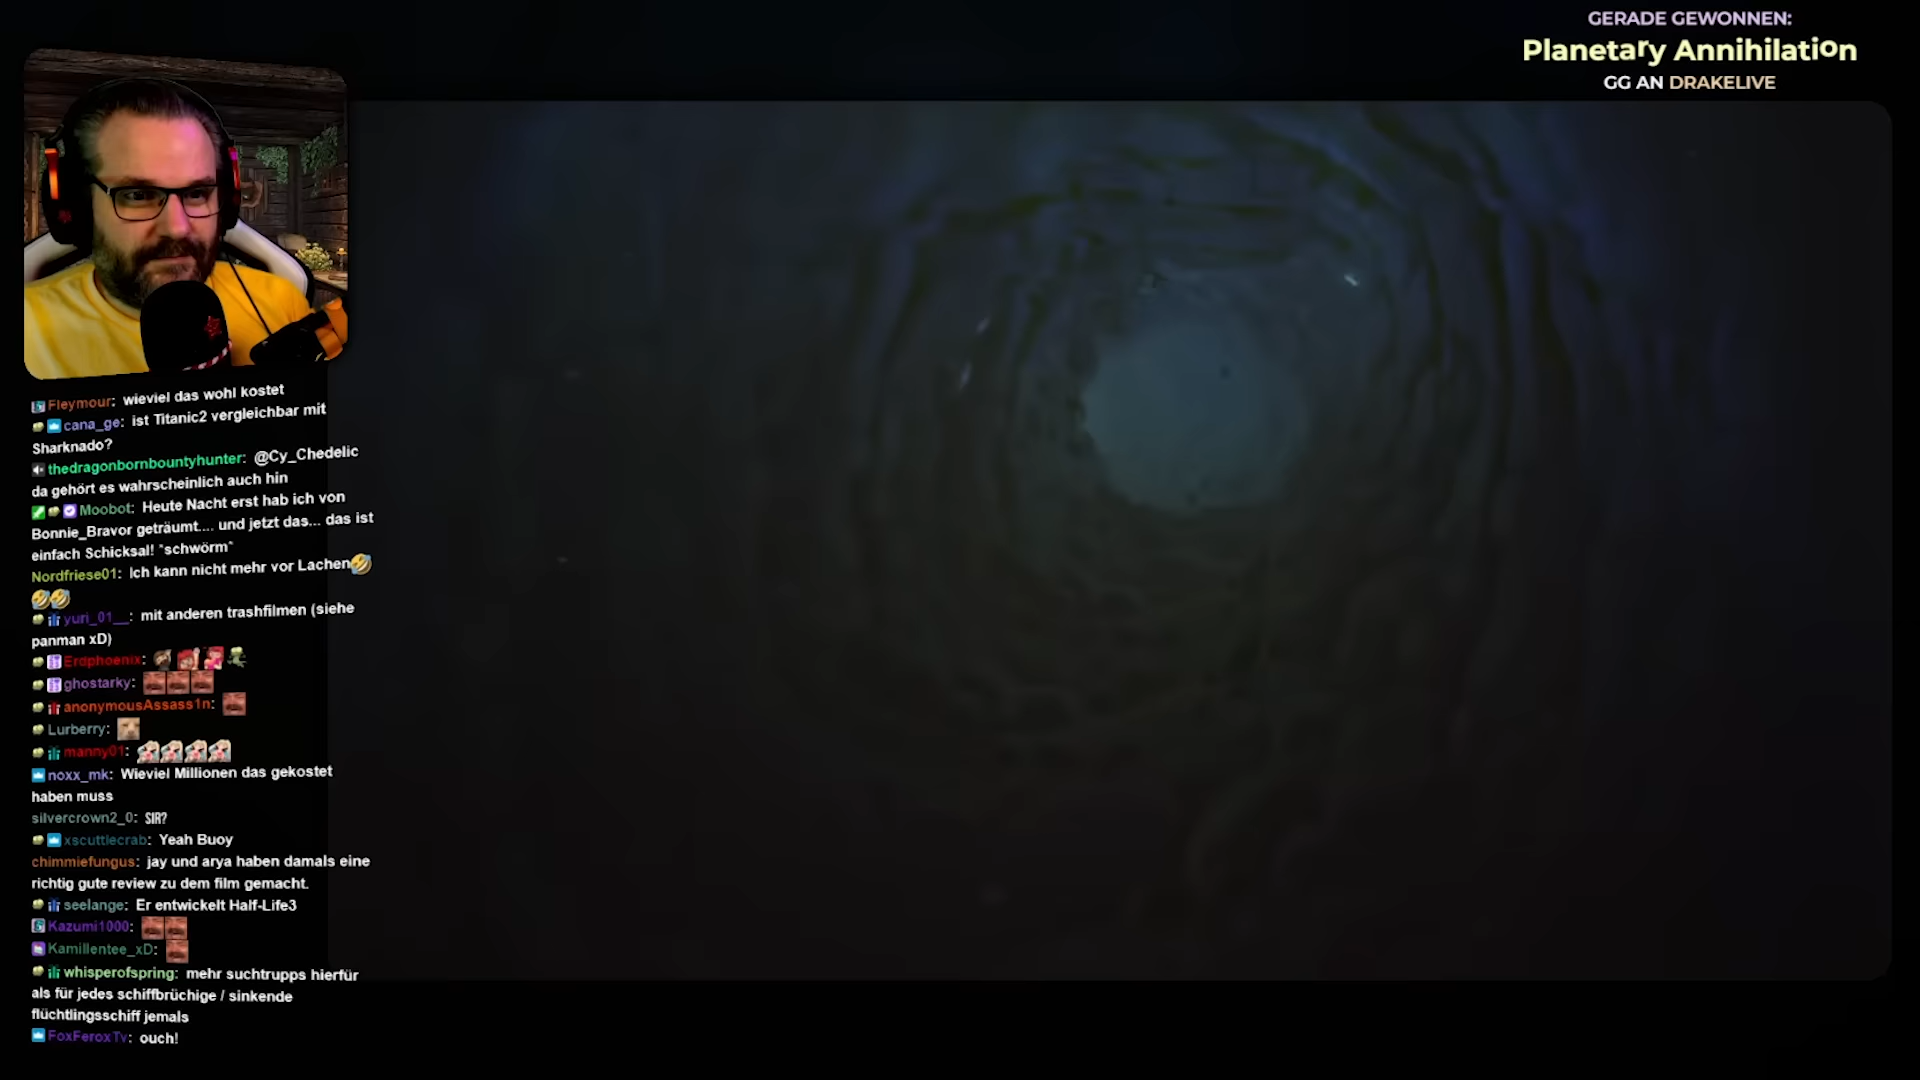 GERADE GEWONNEN:
Planetary Annihilation
GG AN DRAKELIVE
Fleymour: wieviel das wohl kostet
cana_ge: ist Titanic2 vergleichbar mit
Sharknado?
thedragonbornbountyhunter: @Cy_Chedelic
da gehört es wahrscheinlich auch hin
Moobot: Heute Nacht erst hab ich von
Bonnie_Bravor geträumt.... und jetzt das... das ist
einfach Schicksal! *schwörm*
Nordfriese01: Ich kann nicht mehr vor Lachen
yuri_01__: mit anderen trashfilmen (siehe
panman xD)
Erdphoenix:
ghostarky:
anonymousAssass1n:
Lurberry:
manny01:
noxx_mk: Wieviel Millionen das gekostet
haben muss
silvercrown2_0: SIR?
xscuttlecrab: Yeah Buoy
chimmiefungus: jay und arya haben damals eine
richtig gute review zu dem film gemacht.
seelange: Er entwickelt Half-Life3
Kazumi1000:
Kamillentee_xD:
whisperofspring: mehr suchtrupps hierfür
als für jedes schiffbrüchige / sinkende
flüchtlingsschiff jemals
FoxFeroxTv: ouch!